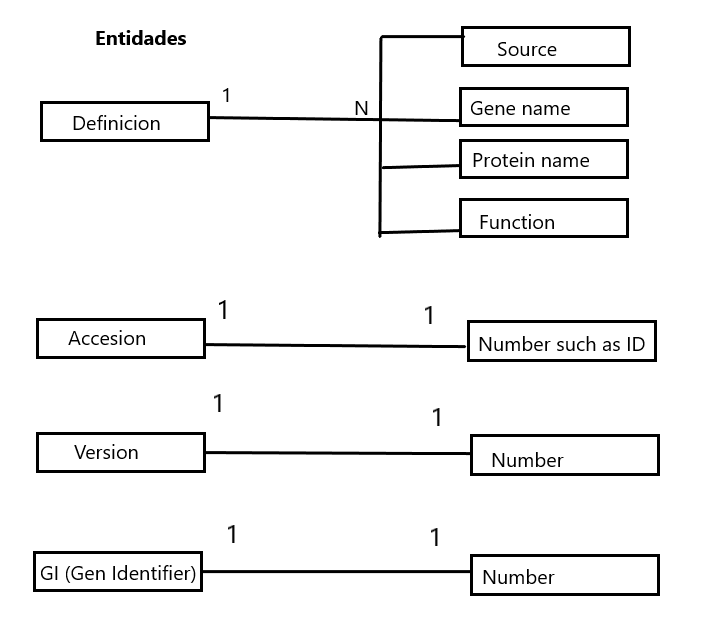 Entidades
Source
1
N
Gene name
Definicion
Protein name
Function
1
1
Accesion
Number such as ID
1
1
Version
Number
1
1
GI (Gen Identifier)
Number